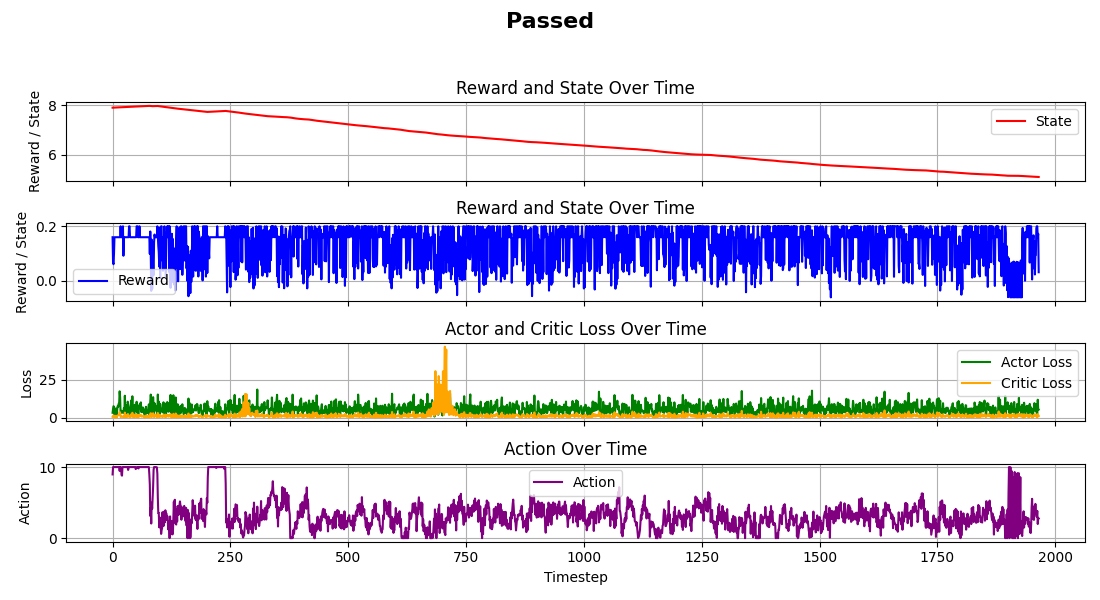 Passed
Reward and State Over Time
Reward / State
8
6
State
Reward and State Over Time
Reward / State
0.2
0.0
Reward
Actor and Critic Loss Over Time
Loss
25
0
Actor Loss
Critic Loss
Action Over Time
Action
10
0
Action
0 250 500 750 1000 1250 1500 1750 2000
Timestep